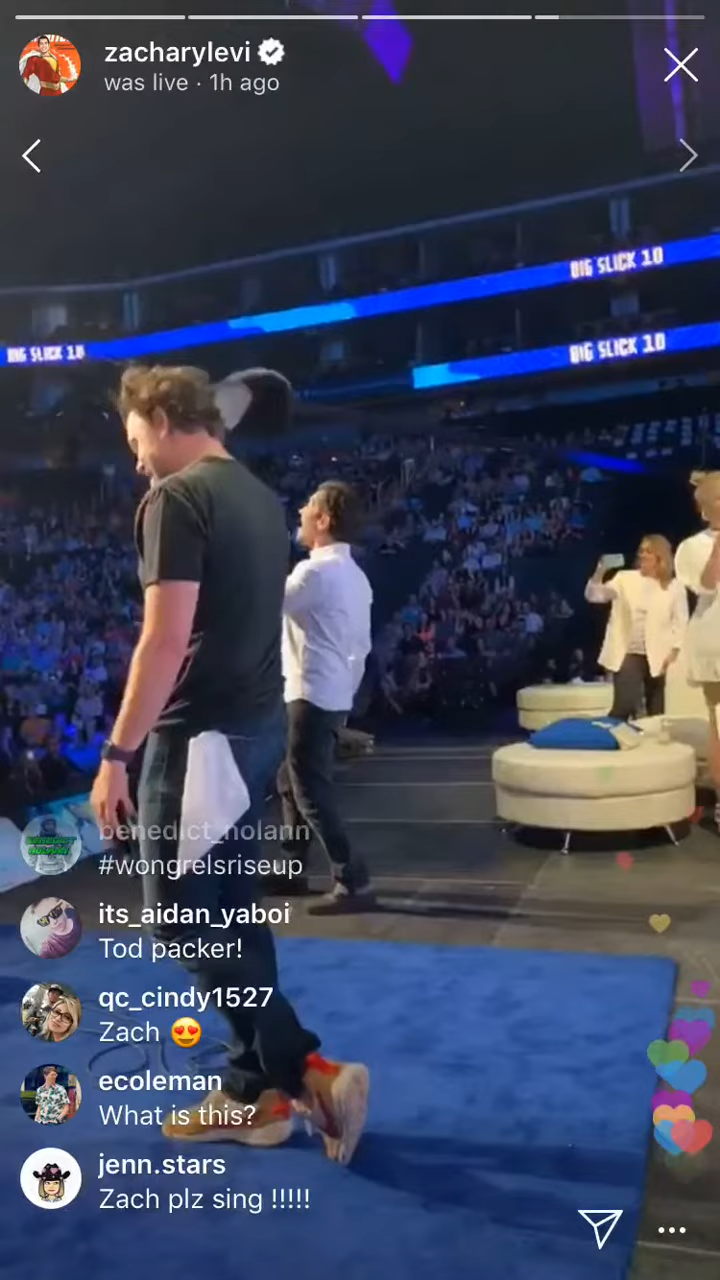 zacharylevi
was live · 1h ago
BIG SLICK 10
BIG SLICK 10
BIG SLICK 10
benedict_nolann
#wongrelsriseup
its_aidan_yaboi
Tod packer!
qc_cindy1527
Zach 😍
ecoleman
What is this?
jenn.stars
Zach plz sing !!!!!